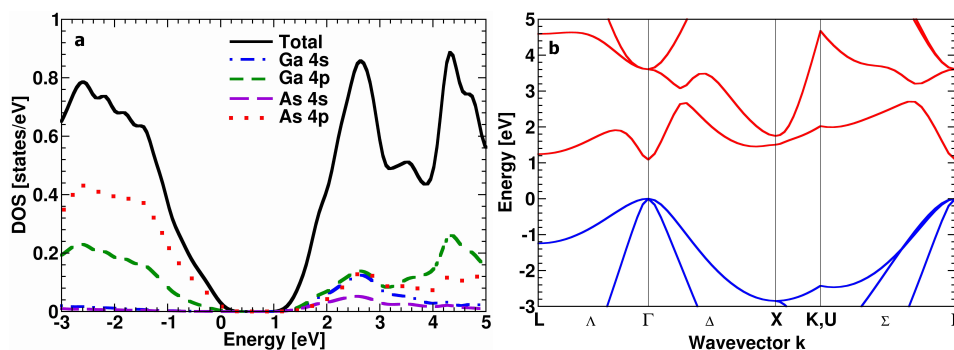 a
Total
Ga 4s
Ga 4p
As 4s
As 4p
DOS [states/eV]
1
0.8
0.6
0.4
0.2
0
-3 -2 -1 0 1 2 3 4 5
Energy [eV]
b
Energy [eV]
5
4
3
2
1
0
-1
-2
-3
L Λ Γ Δ X K,U Σ
Wavevector k